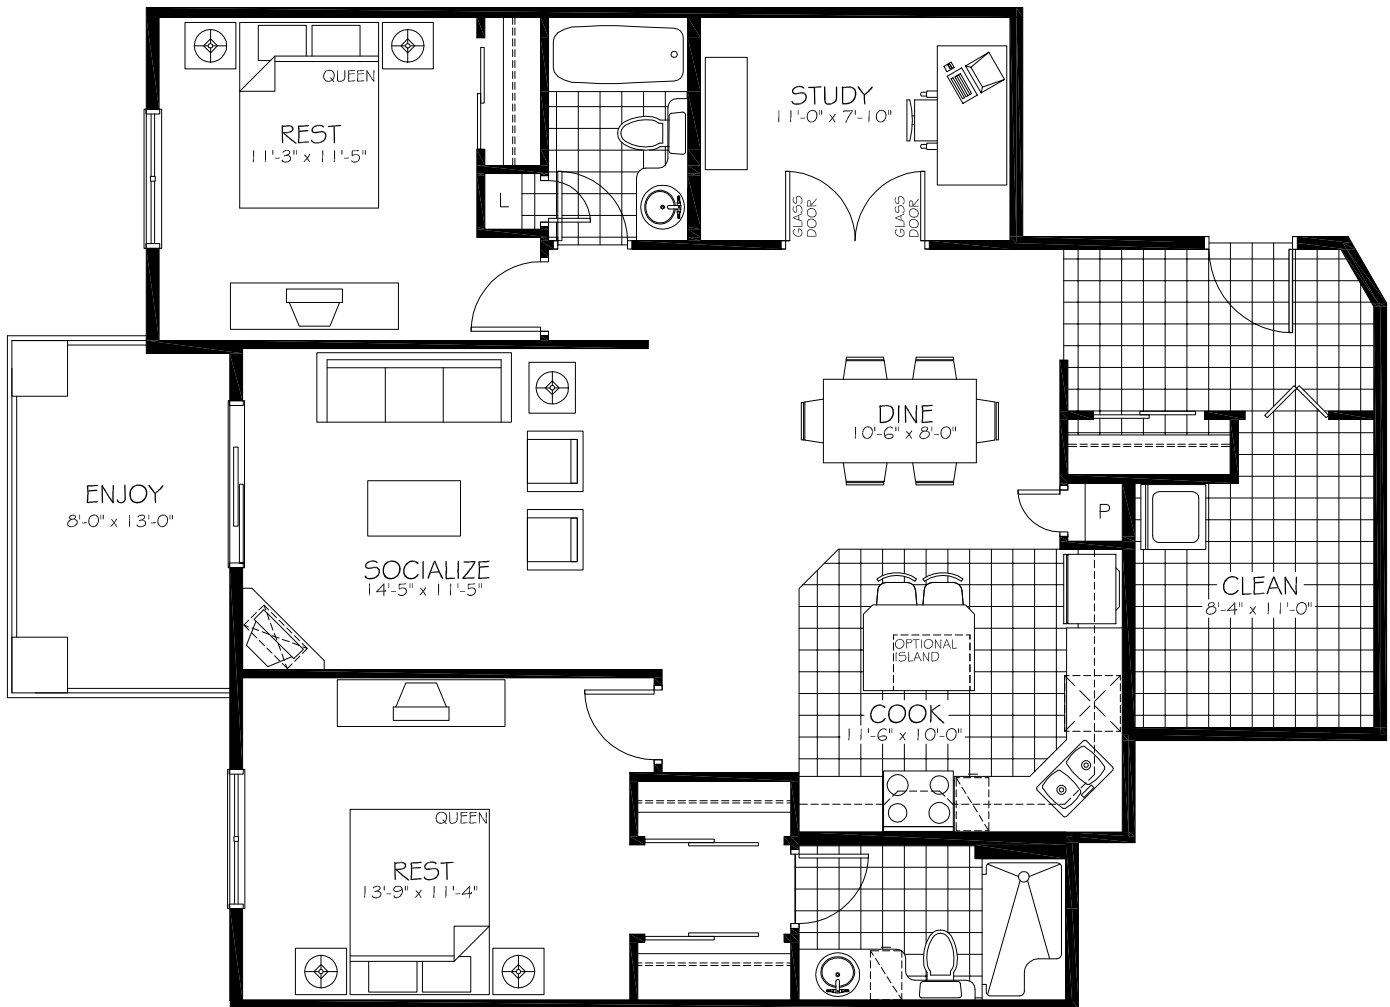 QUEEN
REST
11'-3" x 11'-5"
L
STUDY
11'-0" x 7'-10"
GLASS
DOOR
GLASS
DOOR
DINE
10'-6" x 8'-0"
ENJOY
8'-0" x 13'-0"
P
SOCIALIZE
14'-5" x 11'-5"
CLEAN
8'-4" x 11'-0"
OPTIONAL
ISLAND
COOK
11'-6" x 10'-0"
QUEEN
REST
13'-9" x 11'-4"